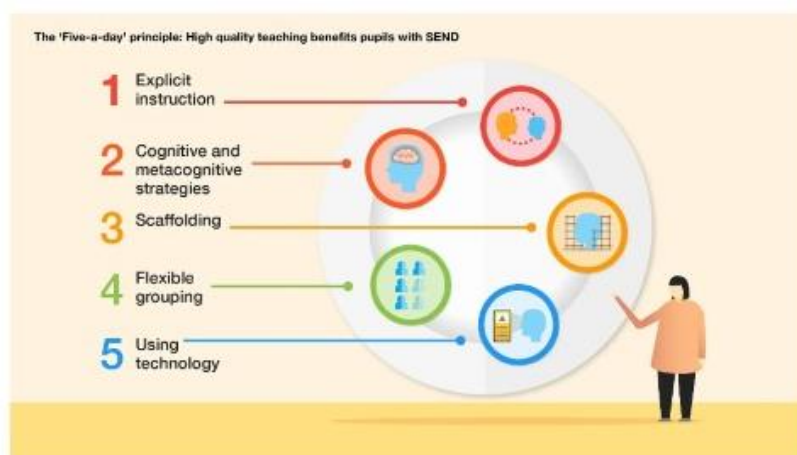 The 'Five-a-day' principle: High quality teaching benefits pupils with SEND
1 Explicit
instruction
2 Cognitive and
metacognitive
strategies
3 Scaffolding
4 Flexible
grouping
5 Using
technology